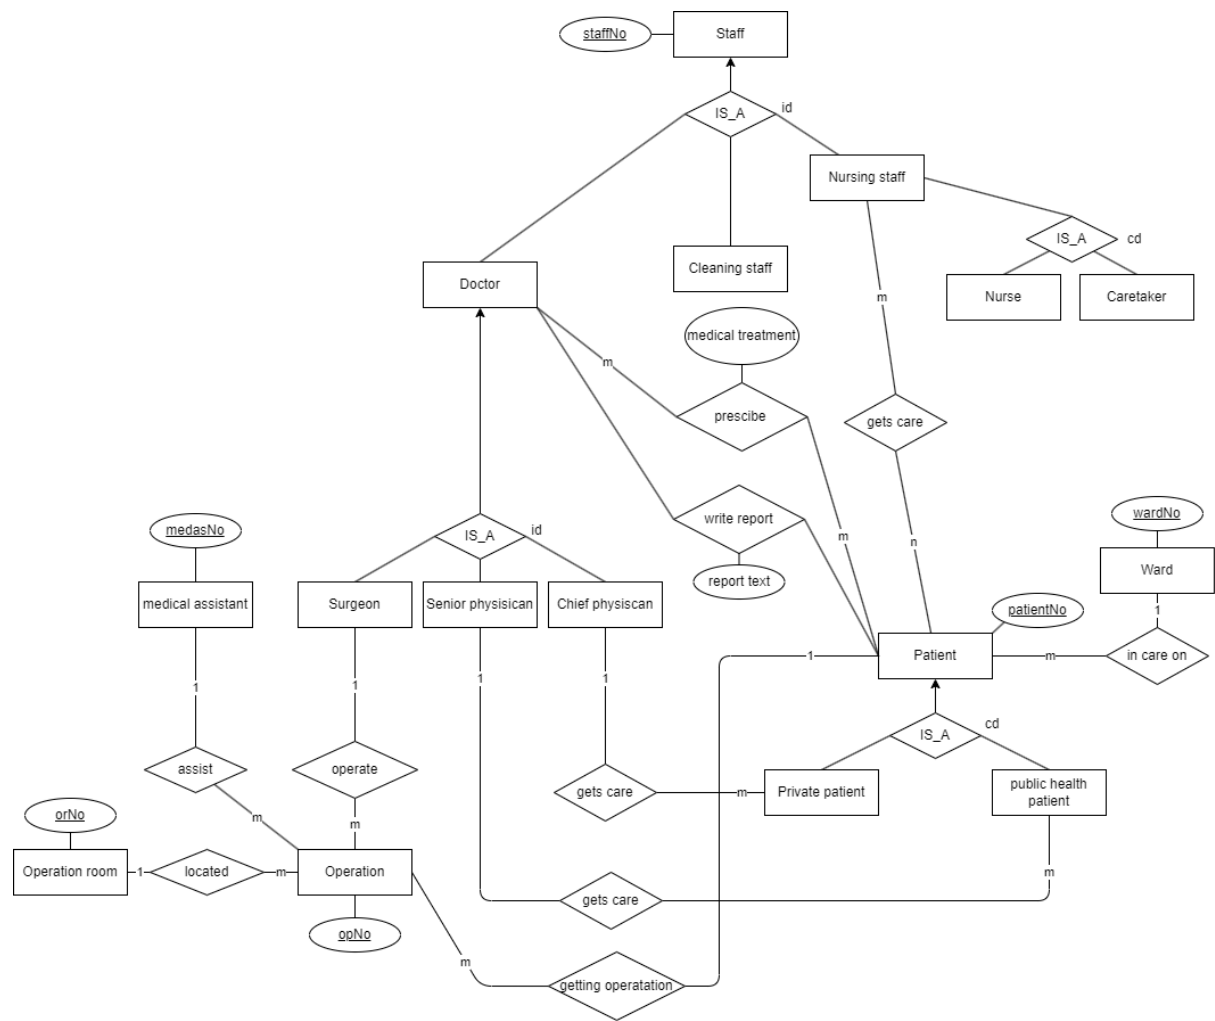 staffNo
Staff
IS_A
id
Nursing staff
IS_A
cd
Cleaning staff
Doctor
Nurse
Caretaker
m
medical treatment
m
prescibe
gets care
medasNo
IS_A
id
write report
m
n
wardNo
report text
Ward
medical assistant
Surgeon
Senior physisican
Chief physiscan
patientNo
1
Patient
1
m
in care on
1
1
1
1
cd
IS_A
assist
operate
gets care
m
Private patient
public health
patient
orNo
m
m
Operation room
1
located
m
Operation
m
gets care
opNo
m
getting operatation